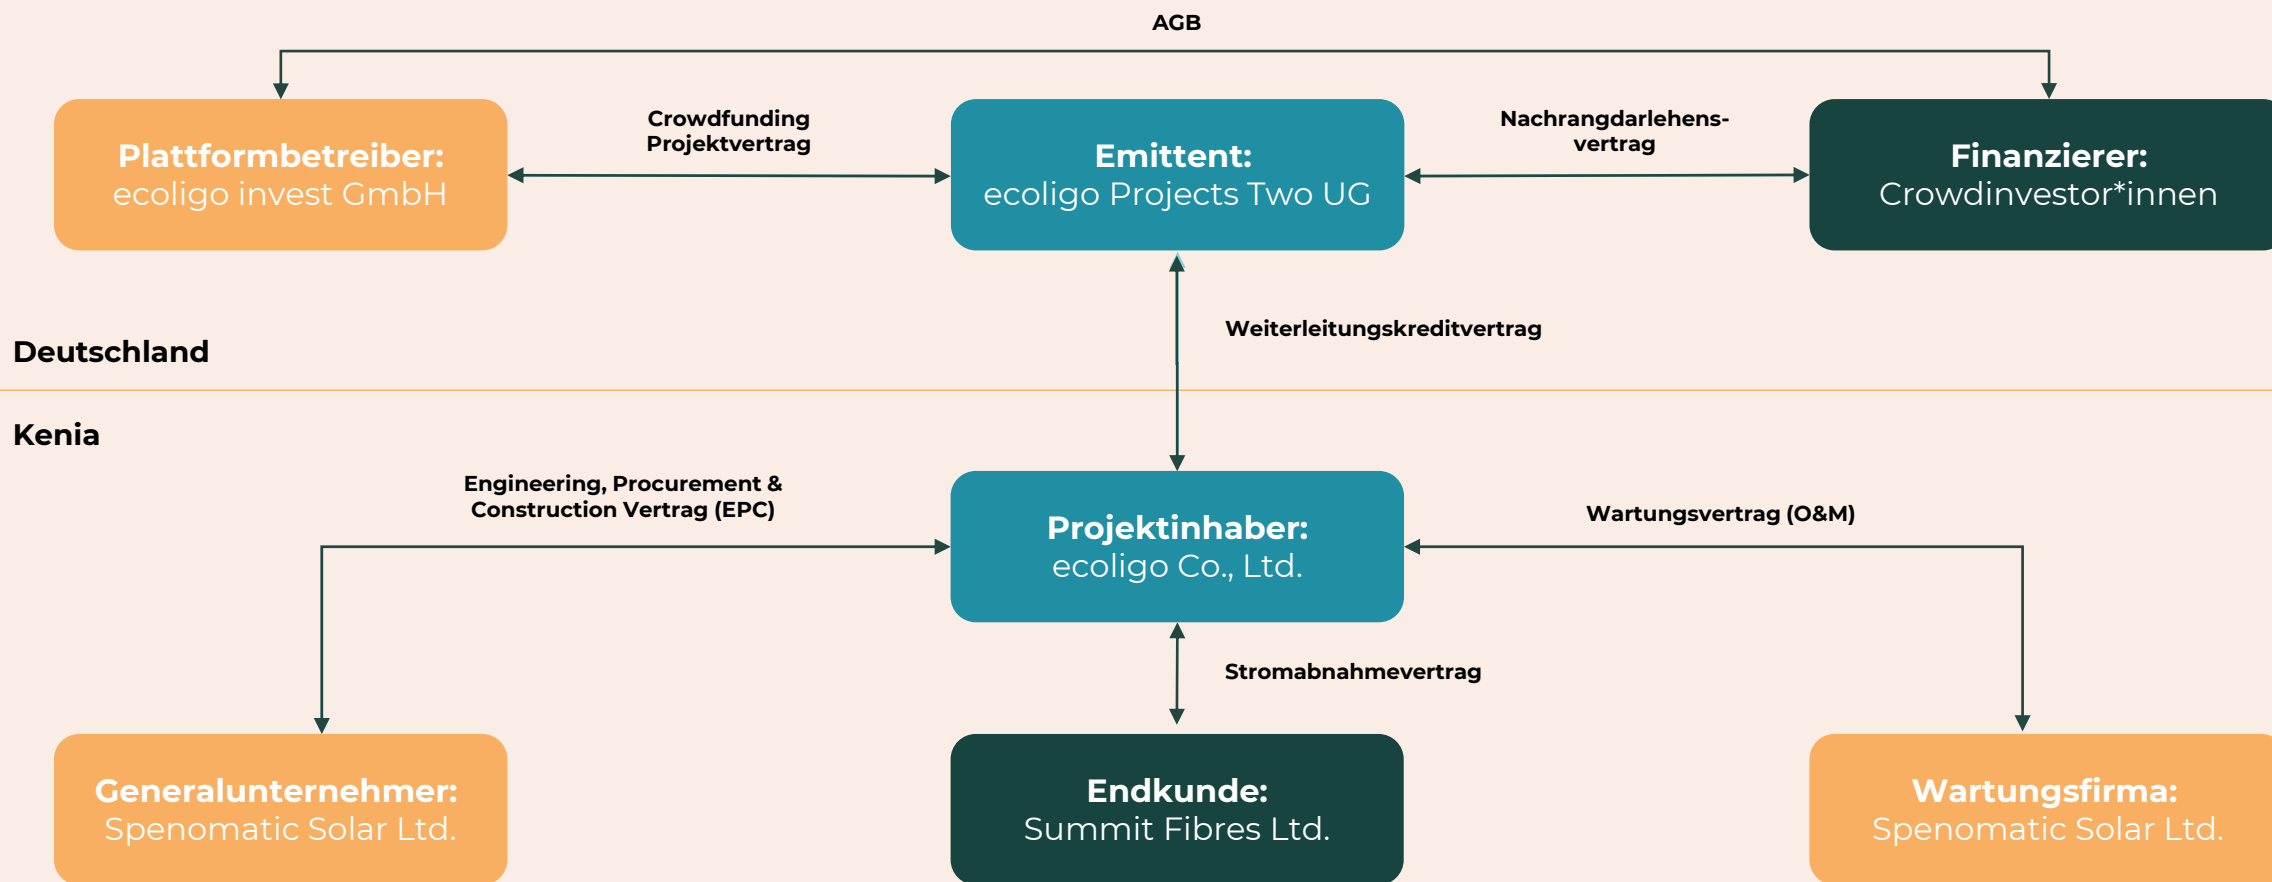 AGB
Crowdfunding
Projektvertrag
Nachrangdarlehens-
vertrag
Plattformbetreiber:
ecoligo invest GmbH
Emittent:
ecoligo Projects Two UG
Finanzierer:
Crowdinvestor*innen
Weiterleitungskreditvertrag
Deutschland
Kenia
Engineering, Procurement &
Construction Vertrag (EPC)
Projektinhaber:
ecoligo Co., Ltd.
Wartungsvertrag (O&M)
Stromabnahmevertrag
Generalunternehmer:
Spenomatic Solar Ltd.
Endkunde:
Summit Fibres Ltd.
Wartungsfirma:
Spenomatic Solar Ltd.